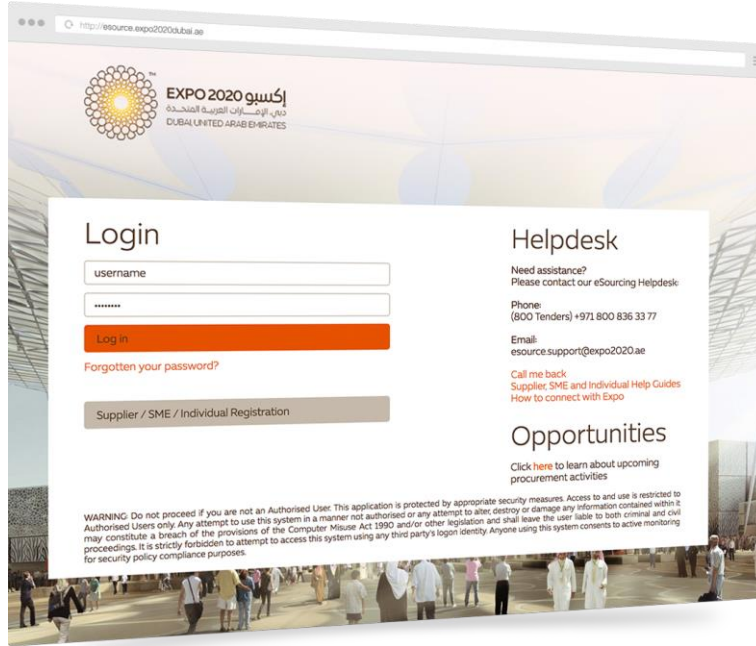 http://esource.expo2020dubai.ae
EXPO 2020 إكسبو
دبي، الإمــارات العربيـة المتحـدة
DUBAI, UNITED ARAB EMIRATES
Login
username
••••••••
Log in
Forgotten your password?
Supplier / SME / Individual Registration
Helpdesk
Need assistance?
Please contact our eSourcing Helpdesk:
Phone:
(800 Tenders) +971 800 836 33 77
Email:
esource.support@expo2020.ae
Call me back
Supplier, SME and Individual Help Guides
How to connect with Expo
Opportunities
Click here to learn about upcoming
procurement activities
WARNING: Do not proceed if you are not an Authorised User. This application is protected by appropriate security measures. Access to and use is restricted to
Authorised Users only. Any attempt to use this system in a manner not authorised or any attempt to alter, destroy or damage any information contained within it
may constitute a breach of the provisions of the Computer Misuse Act 1990 and/or other legislation and shall leave the user liable to both criminal and civil
proceedings. It is strictly forbidden to attempt to access this system using any third party's logon identity. Anyone using this system consents to active monitoring
for security policy compliance purposes.